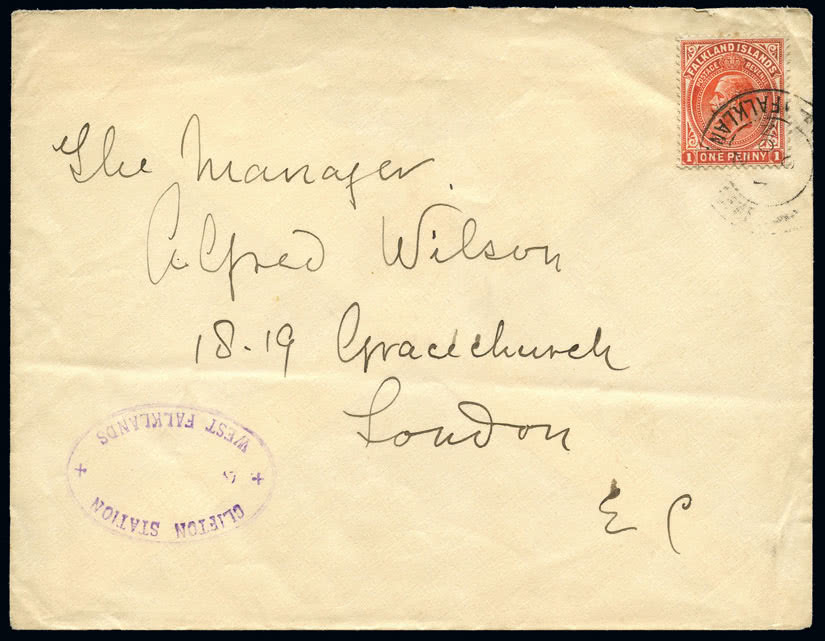 FALKLAND ISLANDS
POSTAGE REVENUE
1 ONE PENNY 1
FALKLAN
The Manager.
Alfred Wilson
18-19 Gracechurch
London
E C
CLIFTON STATION
+ +
WEST FALKLANDS